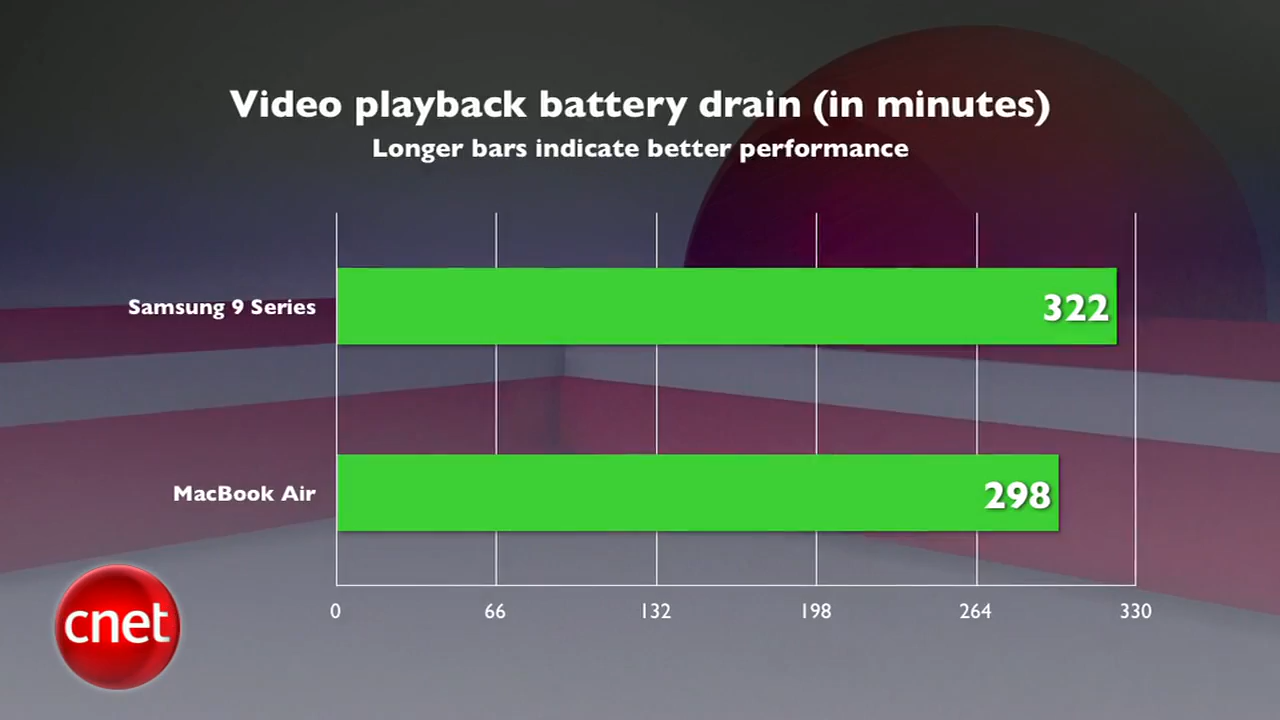 Video playback battery drain (in minutes)
Longer bars indicate better performance
Samsung 9 Series
322
MacBook Air
298
0 66 132 198 264 330
cnet